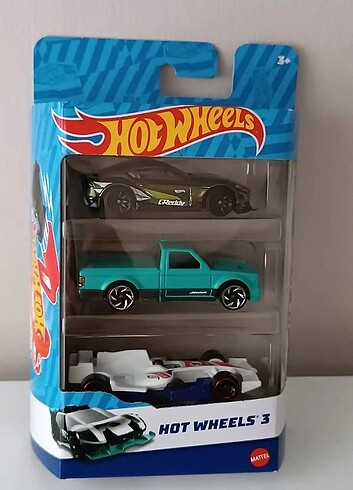 3+
HOT WHEELS
GReddy
HOT WHEELS® 3
MATTEL